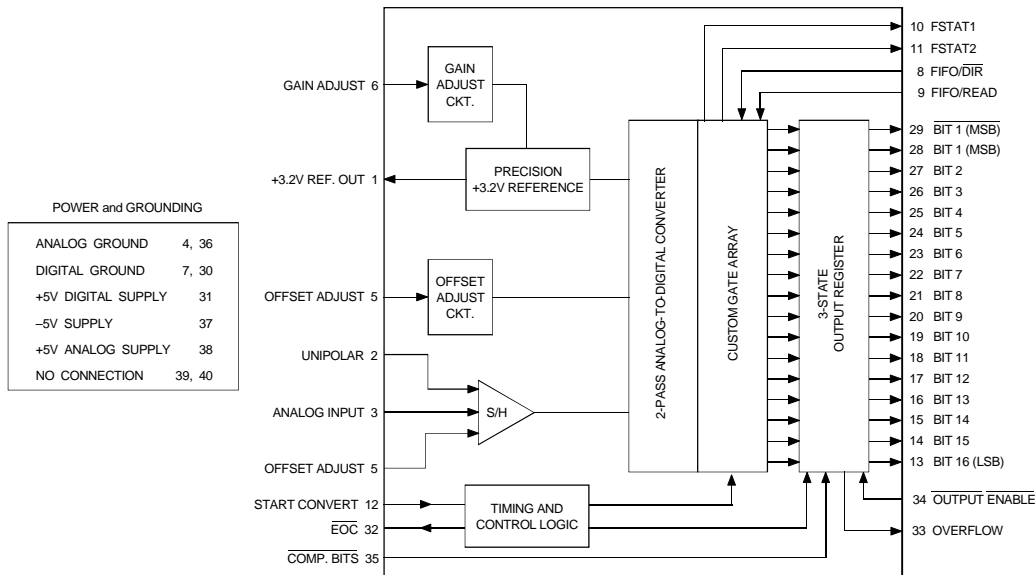 10 FSTAT1
11 FSTAT2
8 FIFO/DIR
9 FIFO/READ
GAIN ADJUST 6
GAIN
ADJUST
CKT.
+3.2V REF. OUT 1
PRECISION
+3.2V REFERENCE
OFFSET ADJUST 5
OFFSET
ADJUST
CKT.
UNIPOLAR 2
ANALOG INPUT 3
S/H
OFFSET ADJUST 5
START CONVERT 12
EOC 32
COMP. BITS 35
TIMING AND
CONTROL LOGIC
2-PASS ANALOG-TO-DIGITAL CONVERTER
CUSTOM GATE ARRAY
3-STATE
OUTPUT REGISTER
29 BIT 1 (MSB)
28 BIT 1 (MSB)
27 BIT 2
26 BIT 3
25 BIT 4
24 BIT 5
23 BIT 6
22 BIT 7
21 BIT 8
20 BIT 9
19 BIT 10
18 BIT 11
17 BIT 12
16 BIT 13
15 BIT 14
14 BIT 15
13 BIT 16 (LSB)
34 OUTPUT ENABLE
33 OVERFLOW
POWER and GROUNDING
ANALOG GROUND 4, 36
DIGITAL GROUND 7, 30
+5V DIGITAL SUPPLY 31
–5V SUPPLY 37
+5V ANALOG SUPPLY 38
NO CONNECTION 39, 40